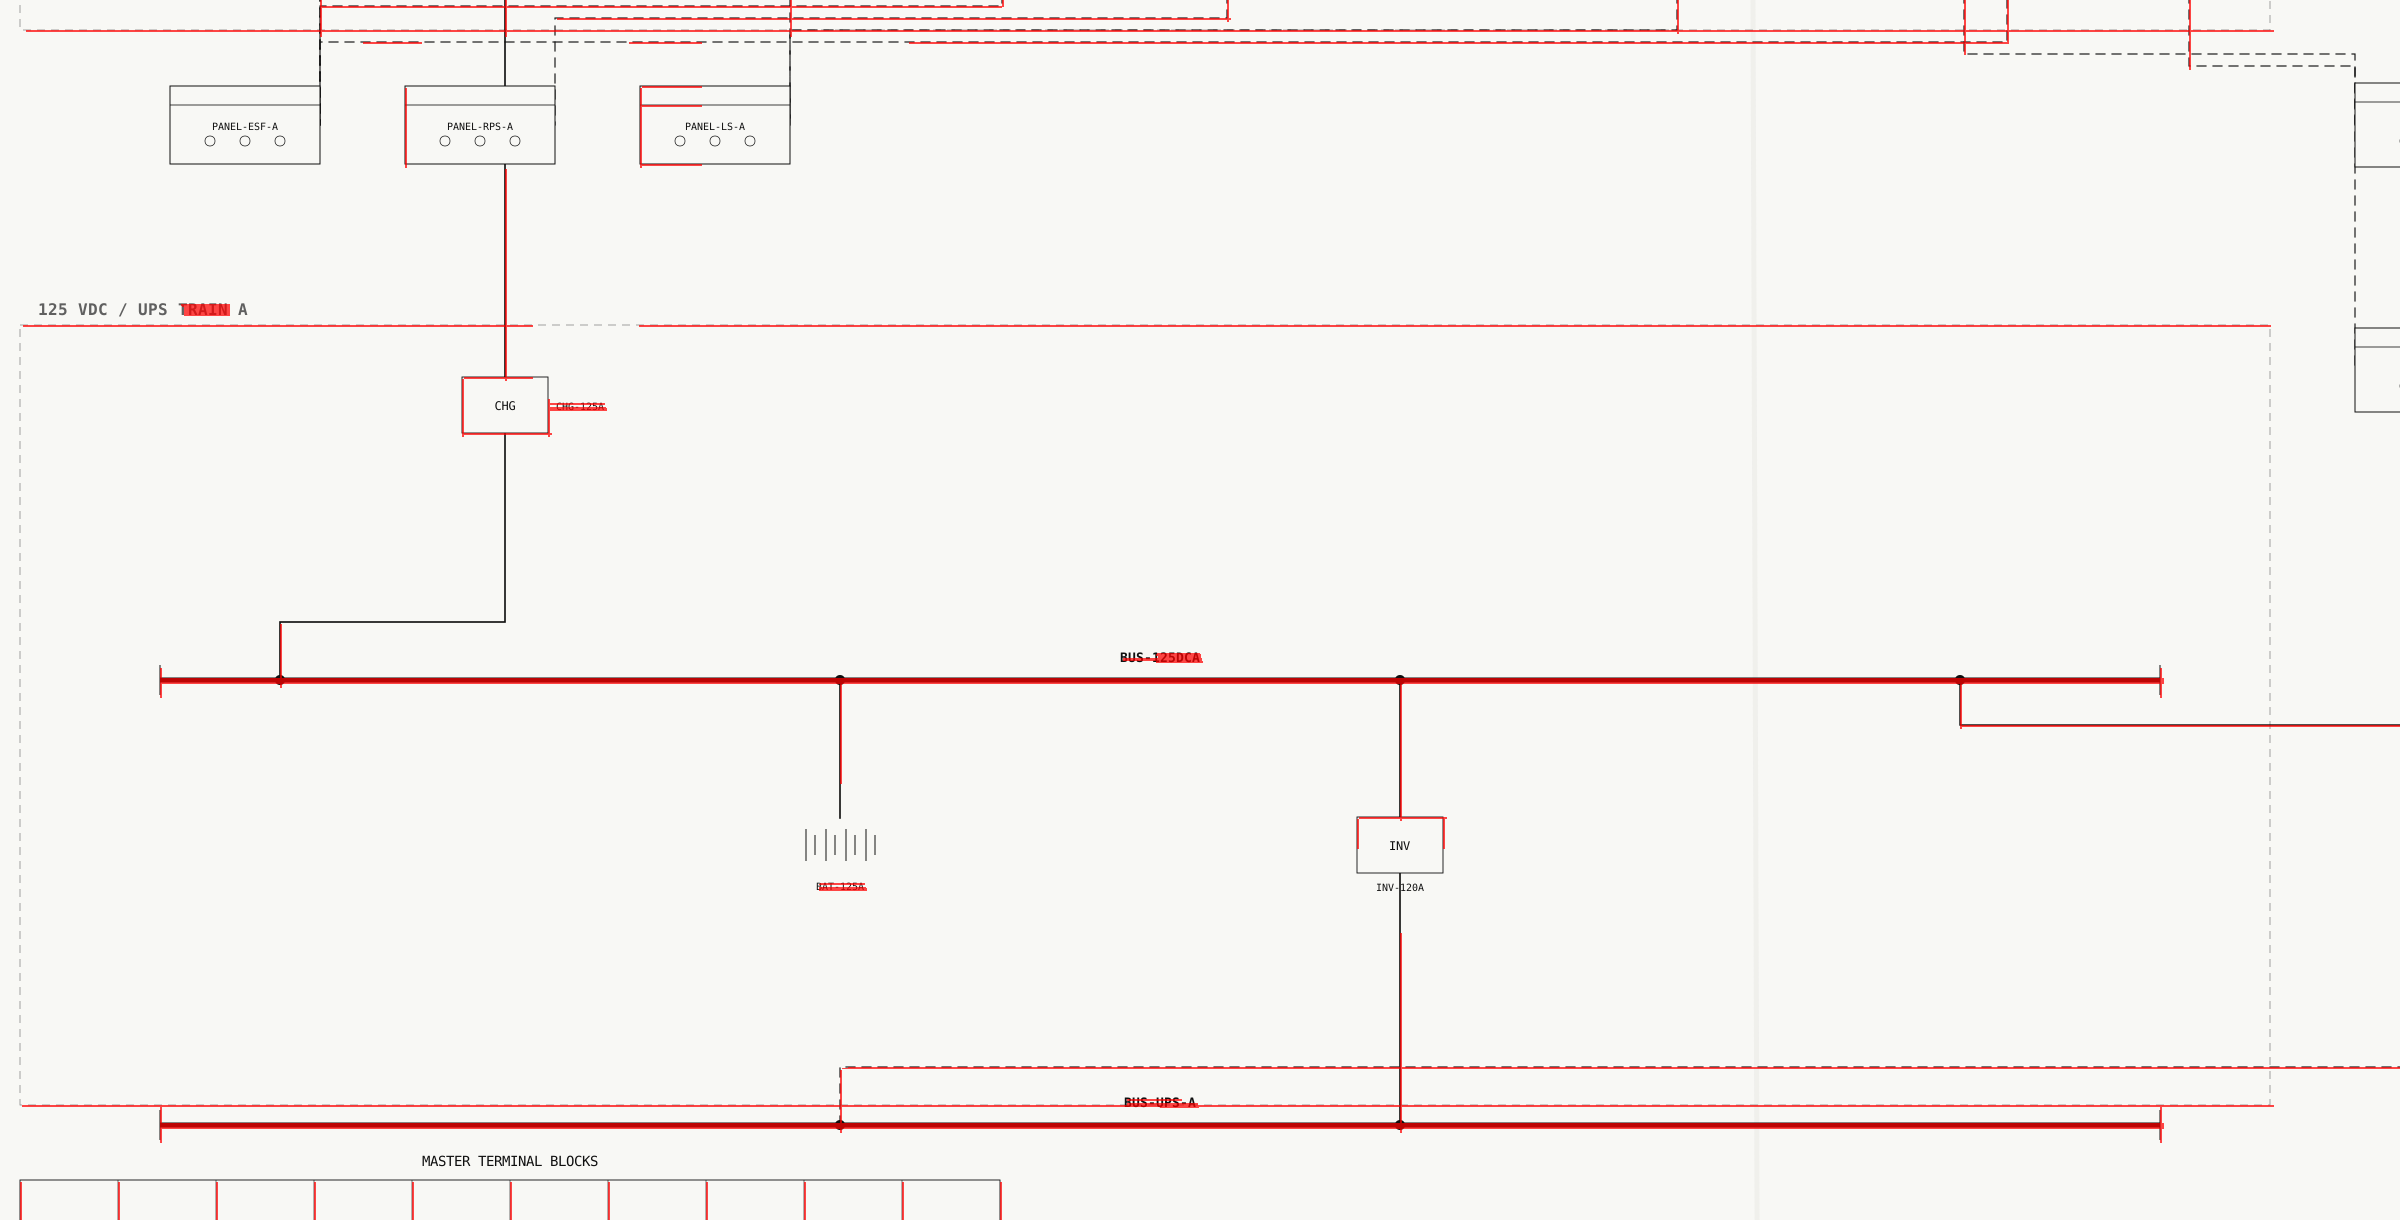 PANEL-ESF-A
PANEL-RPS-A
PANEL-LS-A
125 VDC / UPS TRAIN A
CHG
CHG-125A
BUS-125DCA
INV
BAT-125A
INV-120A
BUS-UPS-A
MASTER TERMINAL BLOCKS